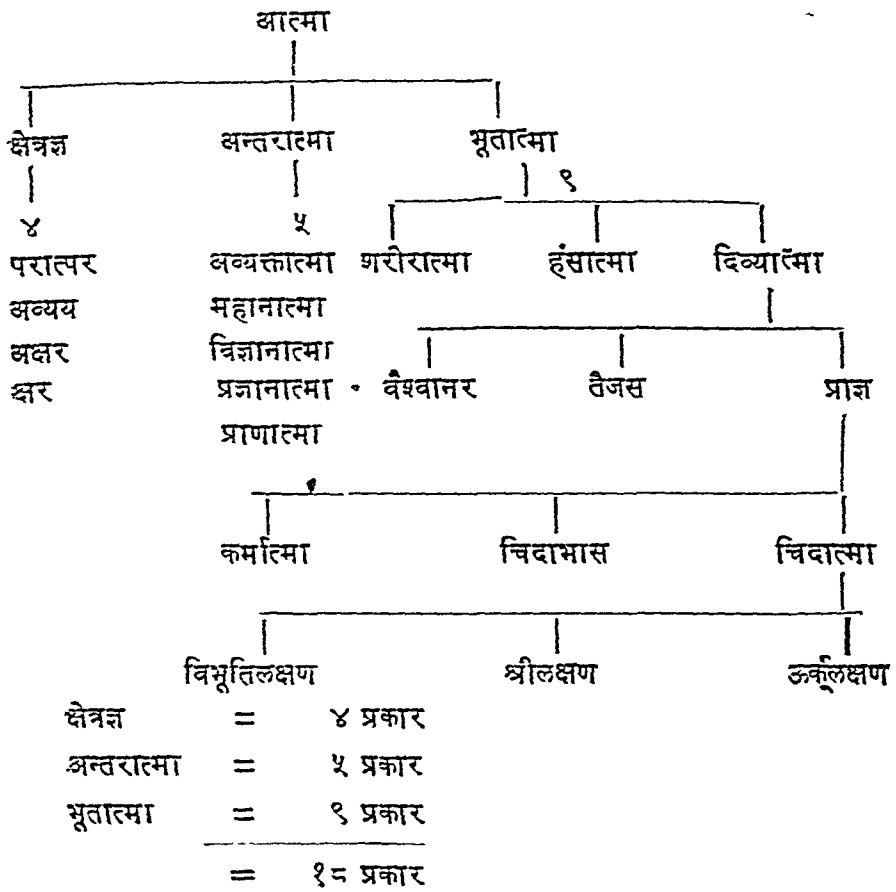 आत्मा
क्षेत्रज्ञ अन्तरात्मा भूतात्मा
९
४ ५
परात्पर अव्यक्तात्मा शरीरात्मा हंसात्मा दिव्यात्मा
अव्यय महानात्मा
अक्षर विज्ञानात्मा
क्षर प्रज्ञानात्मा वैश्वानर तैजस प्राज्ञ
प्राणात्मा
कर्मात्मा चिदाभास चिदात्मा
विभूतिलक्षण श्रीलक्षण ऊर्क्लक्षण
क्षेत्रज्ञ = ४ प्रकार
अन्तरात्मा = ५ प्रकार
भूतात्मा = ९ प्रकार
= १८ प्रकार